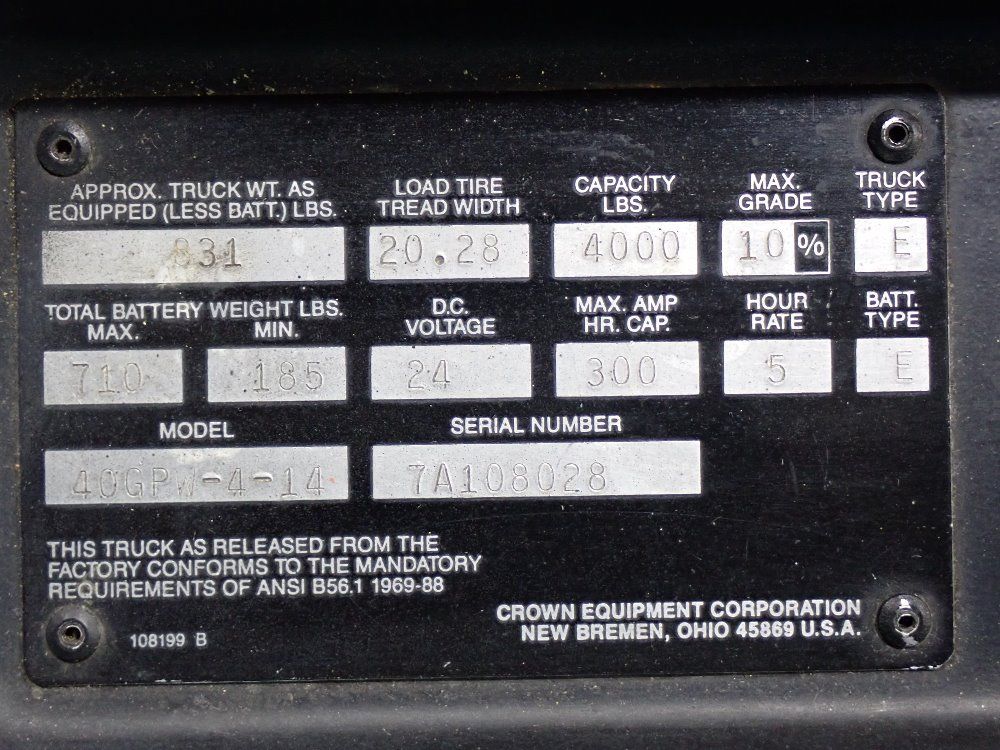 APPROX. TRUCK WT. AS
EQUIPPED (LESS BATT.) LBS.
831
LOAD TIRE
TREAD WIDTH
20.28
CAPACITY
LBS.
4000
MAX.
GRADE
10 %
TRUCK
TYPE
E
TOTAL BATTERY WEIGHT LBS.
MAX. MIN.
710 185
D.C.
VOLTAGE
24
MAX. AMP
HR. CAP.
300
HOUR
RATE
5
BATT.
TYPE
E
MODEL
40GPW-4-14
SERIAL NUMBER
7A108028
THIS TRUCK AS RELEASED FROM THE
FACTORY CONFORMS TO THE MANDATORY
REQUIREMENTS OF ANSI B56.1 1969-88
108199 B
CROWN EQUIPMENT CORPORATION
NEW BREMEN, OHIO 45869 U.S.A.